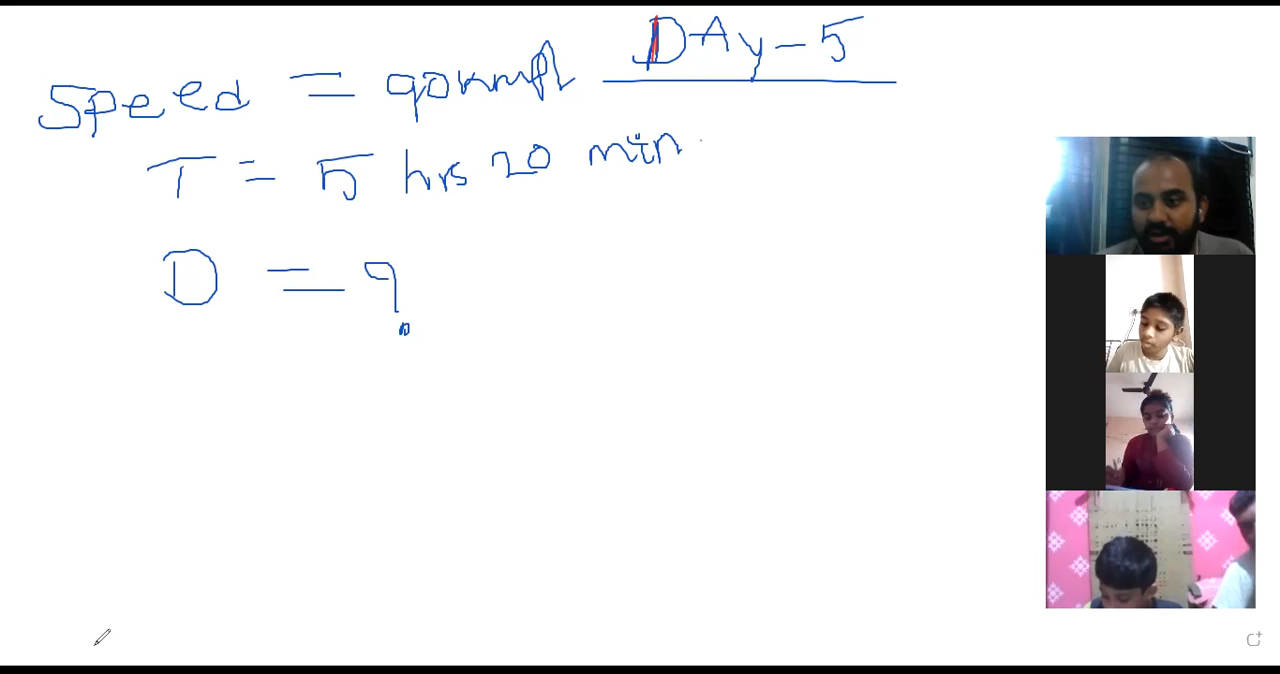 DAy - 5
Speed = 90kmph
T = 5 hrs 20 min
D = ?